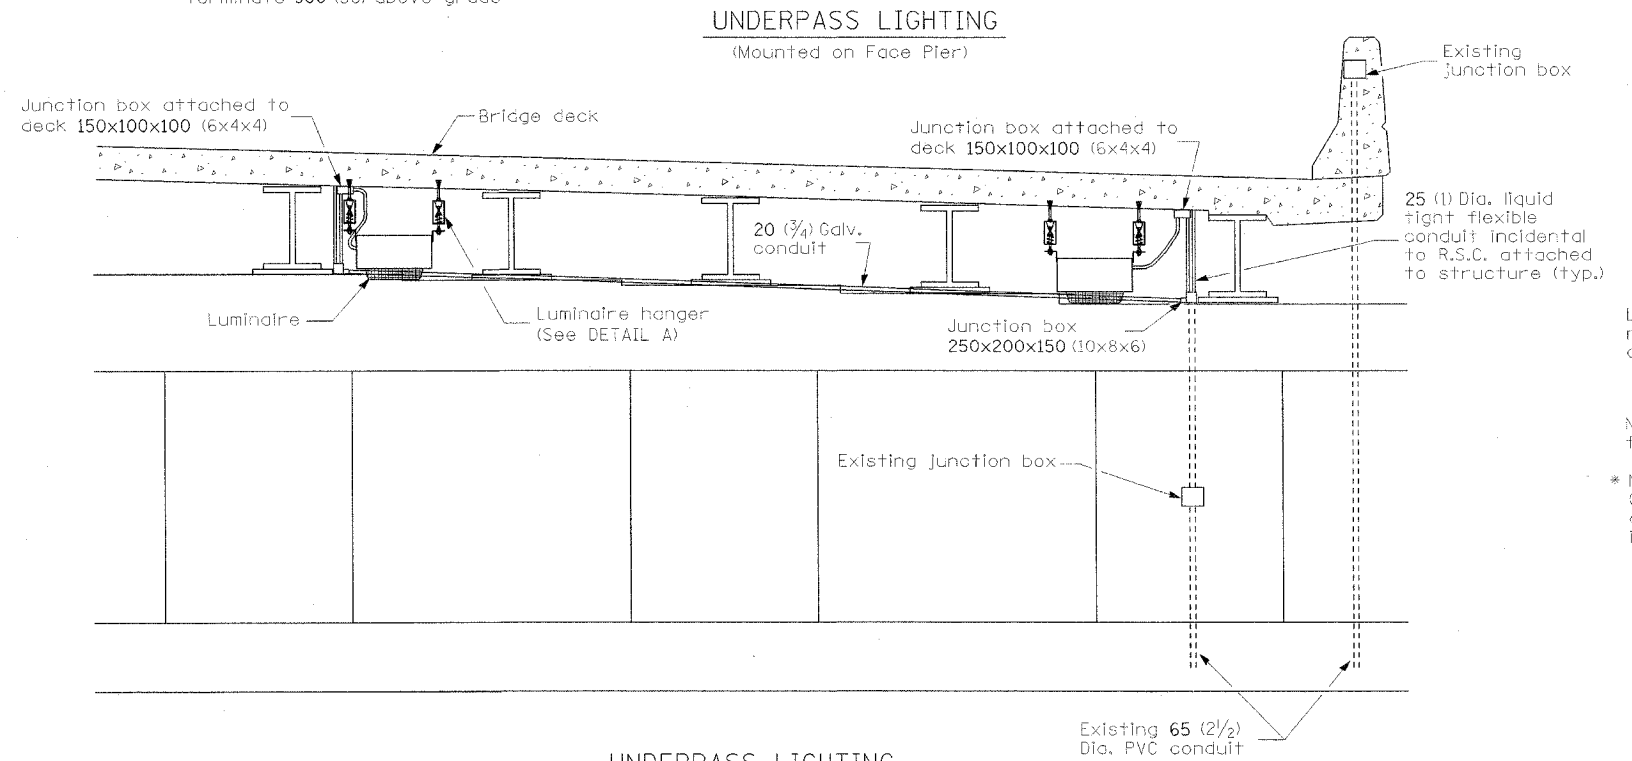 UNDERPASS LIGHTING
(Mounted on Face Pier)
Existing
junction box
Junction box attached to
deck 150x100x100 (6x4x4)
Bridge deck
Junction box attached to
deck 150x100x100 (6x4x4)
25 (1) Dia. liquid
tight flexible
conduit incidental
to R.S.C. attached
to structure (typ.)
20 (3/4) Galv.
conduit
Luminaire
Luminaire hanger
(See DETAIL A)
Junction box
250x200x150 (10x8x6)
Existing junction box
Existing 65 (2 1/2)
Dia. PVC conduit
UNDERPASS LIGHTING